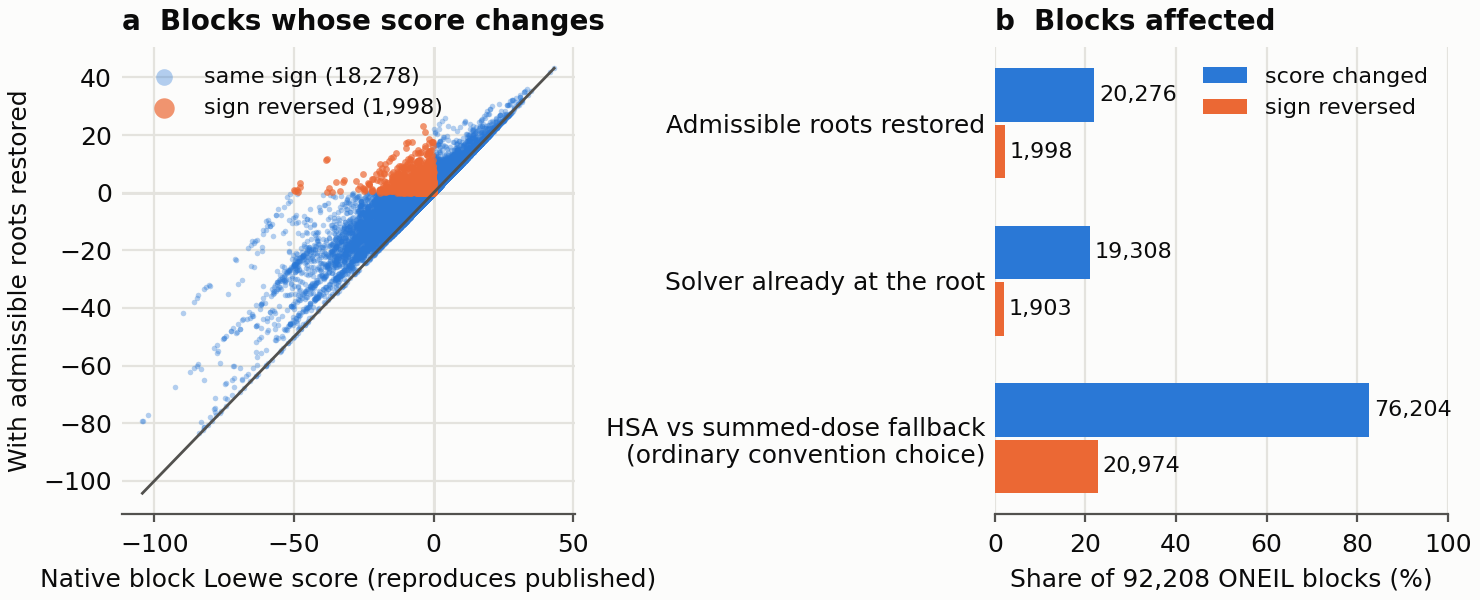 a Blocks whose score changes
With admissible roots restored
40
20
0
−20
−40
−60
−80
−100
same sign (18,278)
sign reversed (1,998)
−100
−50
0
50
Native block Loewe score (reproduces published)
b Blocks affected
score changed
sign reversed
Admissible roots restored
20,276
1,998
Solver already at the root
19,308
1,903
HSA vs summed-dose fallback
(ordinary convention choice)
76,204
20,974
0
20
40
60
80
100
Share of 92,208 ONEIL blocks (%)